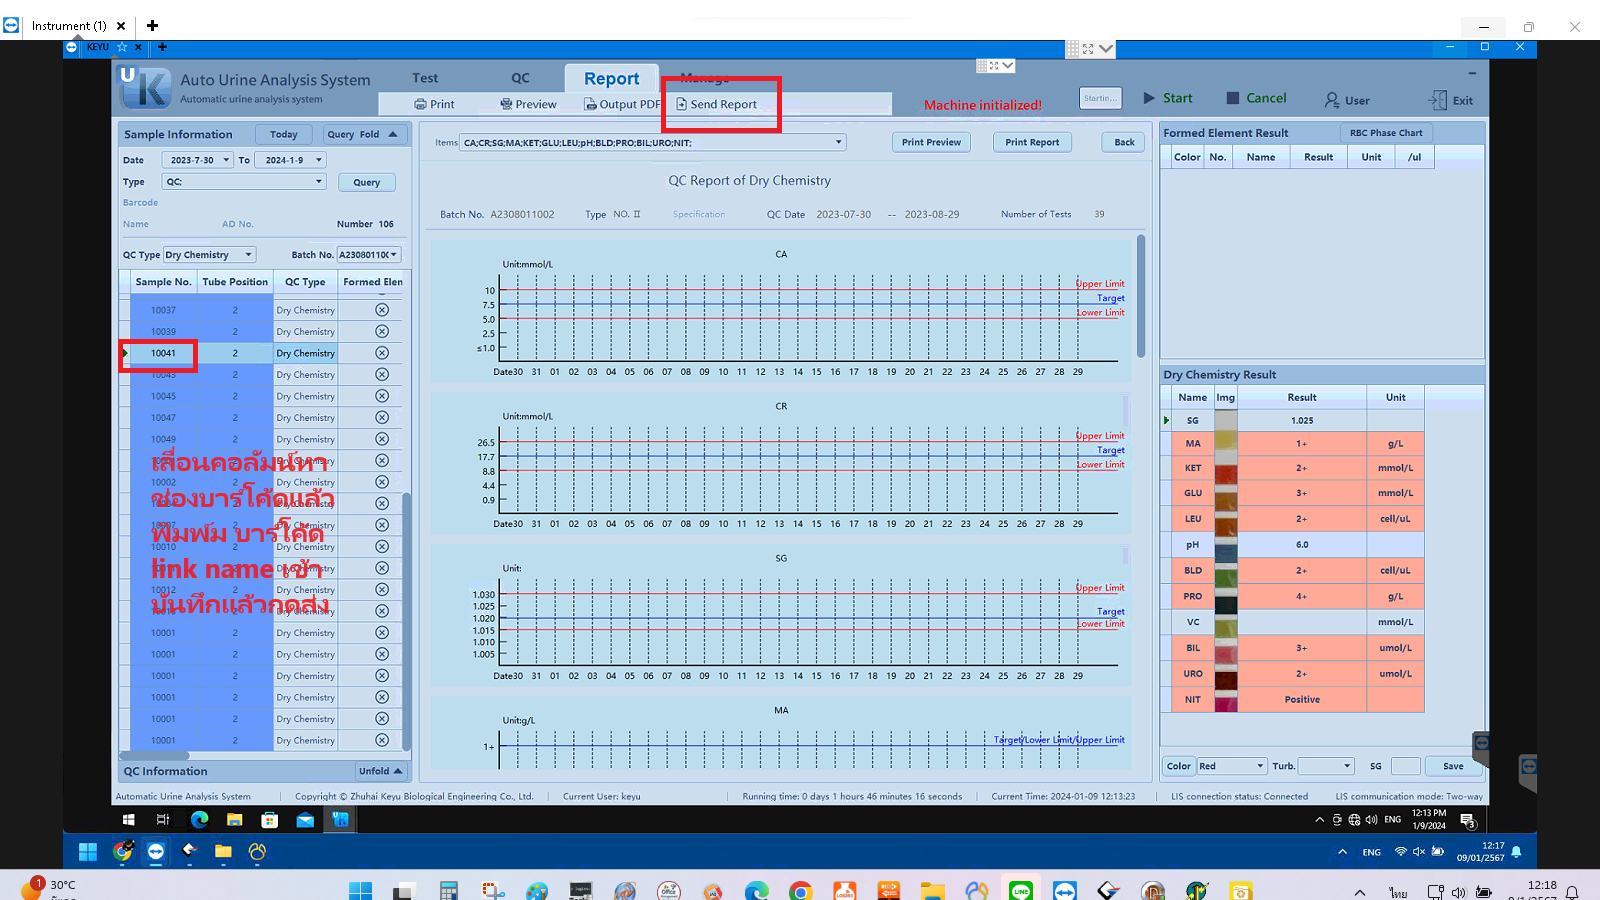 Instrument (1)
KEYU
UK
Auto Urine Analysis System
Automatic urine analysis system
Test QC Report Manage
Print Preview Output PDF Send Report
Machine initialized!
Startin... Start Cancel User Exit
Sample Information Today Query Fold
Date 2023-7-30 To 2024-1-9
Type QC; Query
Barcode
Name AD No. Number 106
QC Type Dry Chemistry Batch No. A2308011
Sample No. Tube Position QC Type Formed Elen
10037 2 Dry Chemistry
10039 2 Dry Chemistry
10041 2 Dry Chemistry
10043 2 Dry Chemistry
10045 2 Dry Chemistry
10047 2 Dry Chemistry
10049 2 Dry Chemistry
2 Dry Chemistry
10002 2 Dry Chemistry
Dry Chemistry
2 Dry Chemistry
10010 2 Dry Chemistry
Dry Chemistry
10012 2 Dry Chemistry
2 Dry Chemistry
10001 2 Dry Chemistry
10001 2 Dry Chemistry
10001 2 Dry Chemistry
10001 2 Dry Chemistry
10001 2 Dry Chemistry
10001 2 Dry Chemistry
เลื่อนคอลัมน์หา
ช่องบาร์โค้ดแล้ว
พิมพ์ม บาร์โค้ด
link name เข้า
บันทึกแล้วกดส่ง
QC Information Unfold
Items CA;CR;SG;MA;KET;GLU;LEU;pH;BLD;PRO;BIL;URO;NIT; Print Preview Print Report Back
QC Report of Dry Chemistry
Batch No. A2308011002 Type NO. II Specification QC Date 2023-07-30 -- 2023-08-29 Number of Tests 39
CA
Unit:mmol/L
10
7.5
5.0
2.5
≤1.0
Upper Limit
Target
Lower Limit
Date30 31 01 02 03 04 05 06 07 08 09 10 11 12 13 14 15 16 17 18 19 20 21 22 23 24 25 26 27 28 29
CR
Unit:mmol/L
26.5
17.7
8.8
4.4
0.9
Upper Limit
Target
Lower Limit
Date30 31 01 02 03 04 05 06 07 08 09 10 11 12 13 14 15 16 17 18 19 20 21 22 23 24 25 26 27 28 29
SG
Unit:
1.030
1.025
1.020
1.015
1.010
1.005
Upper Limit
Target
Lower Limit
Date30 31 01 02 03 04 05 06 07 08 09 10 11 12 13 14 15 16 17 18 19 20 21 22 23 24 25 26 27 28 29
MA
Unit:g/L
1+
Target/Lower Limit/Upper Limit
Formed Element Result RBC Phase Chart
Color No. Name Result Unit /ul
Dry Chemistry Result
Name Img Result Unit
SG 1.025
MA 1+ g/L
KET 2+ mmol/L
GLU 3+ mmol/L
LEU 2+ cell/uL
pH 6.0
BLD 2+ cell/uL
PRO 4+ g/L
VC mmol/L
BIL 3+ umol/L
URO 2+ umol/L
NIT Positive
Color Red Turb. SG Save
Automatic Urine Analysis System Copyright © Zhuhai Keyu Biological Engineering Co., Ltd. Current User: keyu Running time: 0 days 1 hours 46 minutes 16 seconds Current Time: 2024-01-09 12:13:23 LIS connection status: Connected LIS communication mode: Two-way
ENG 12:13 PM
1/9/2024 3
ENG 12:17
09/01/2567
1 30°C
ไทย 12:18